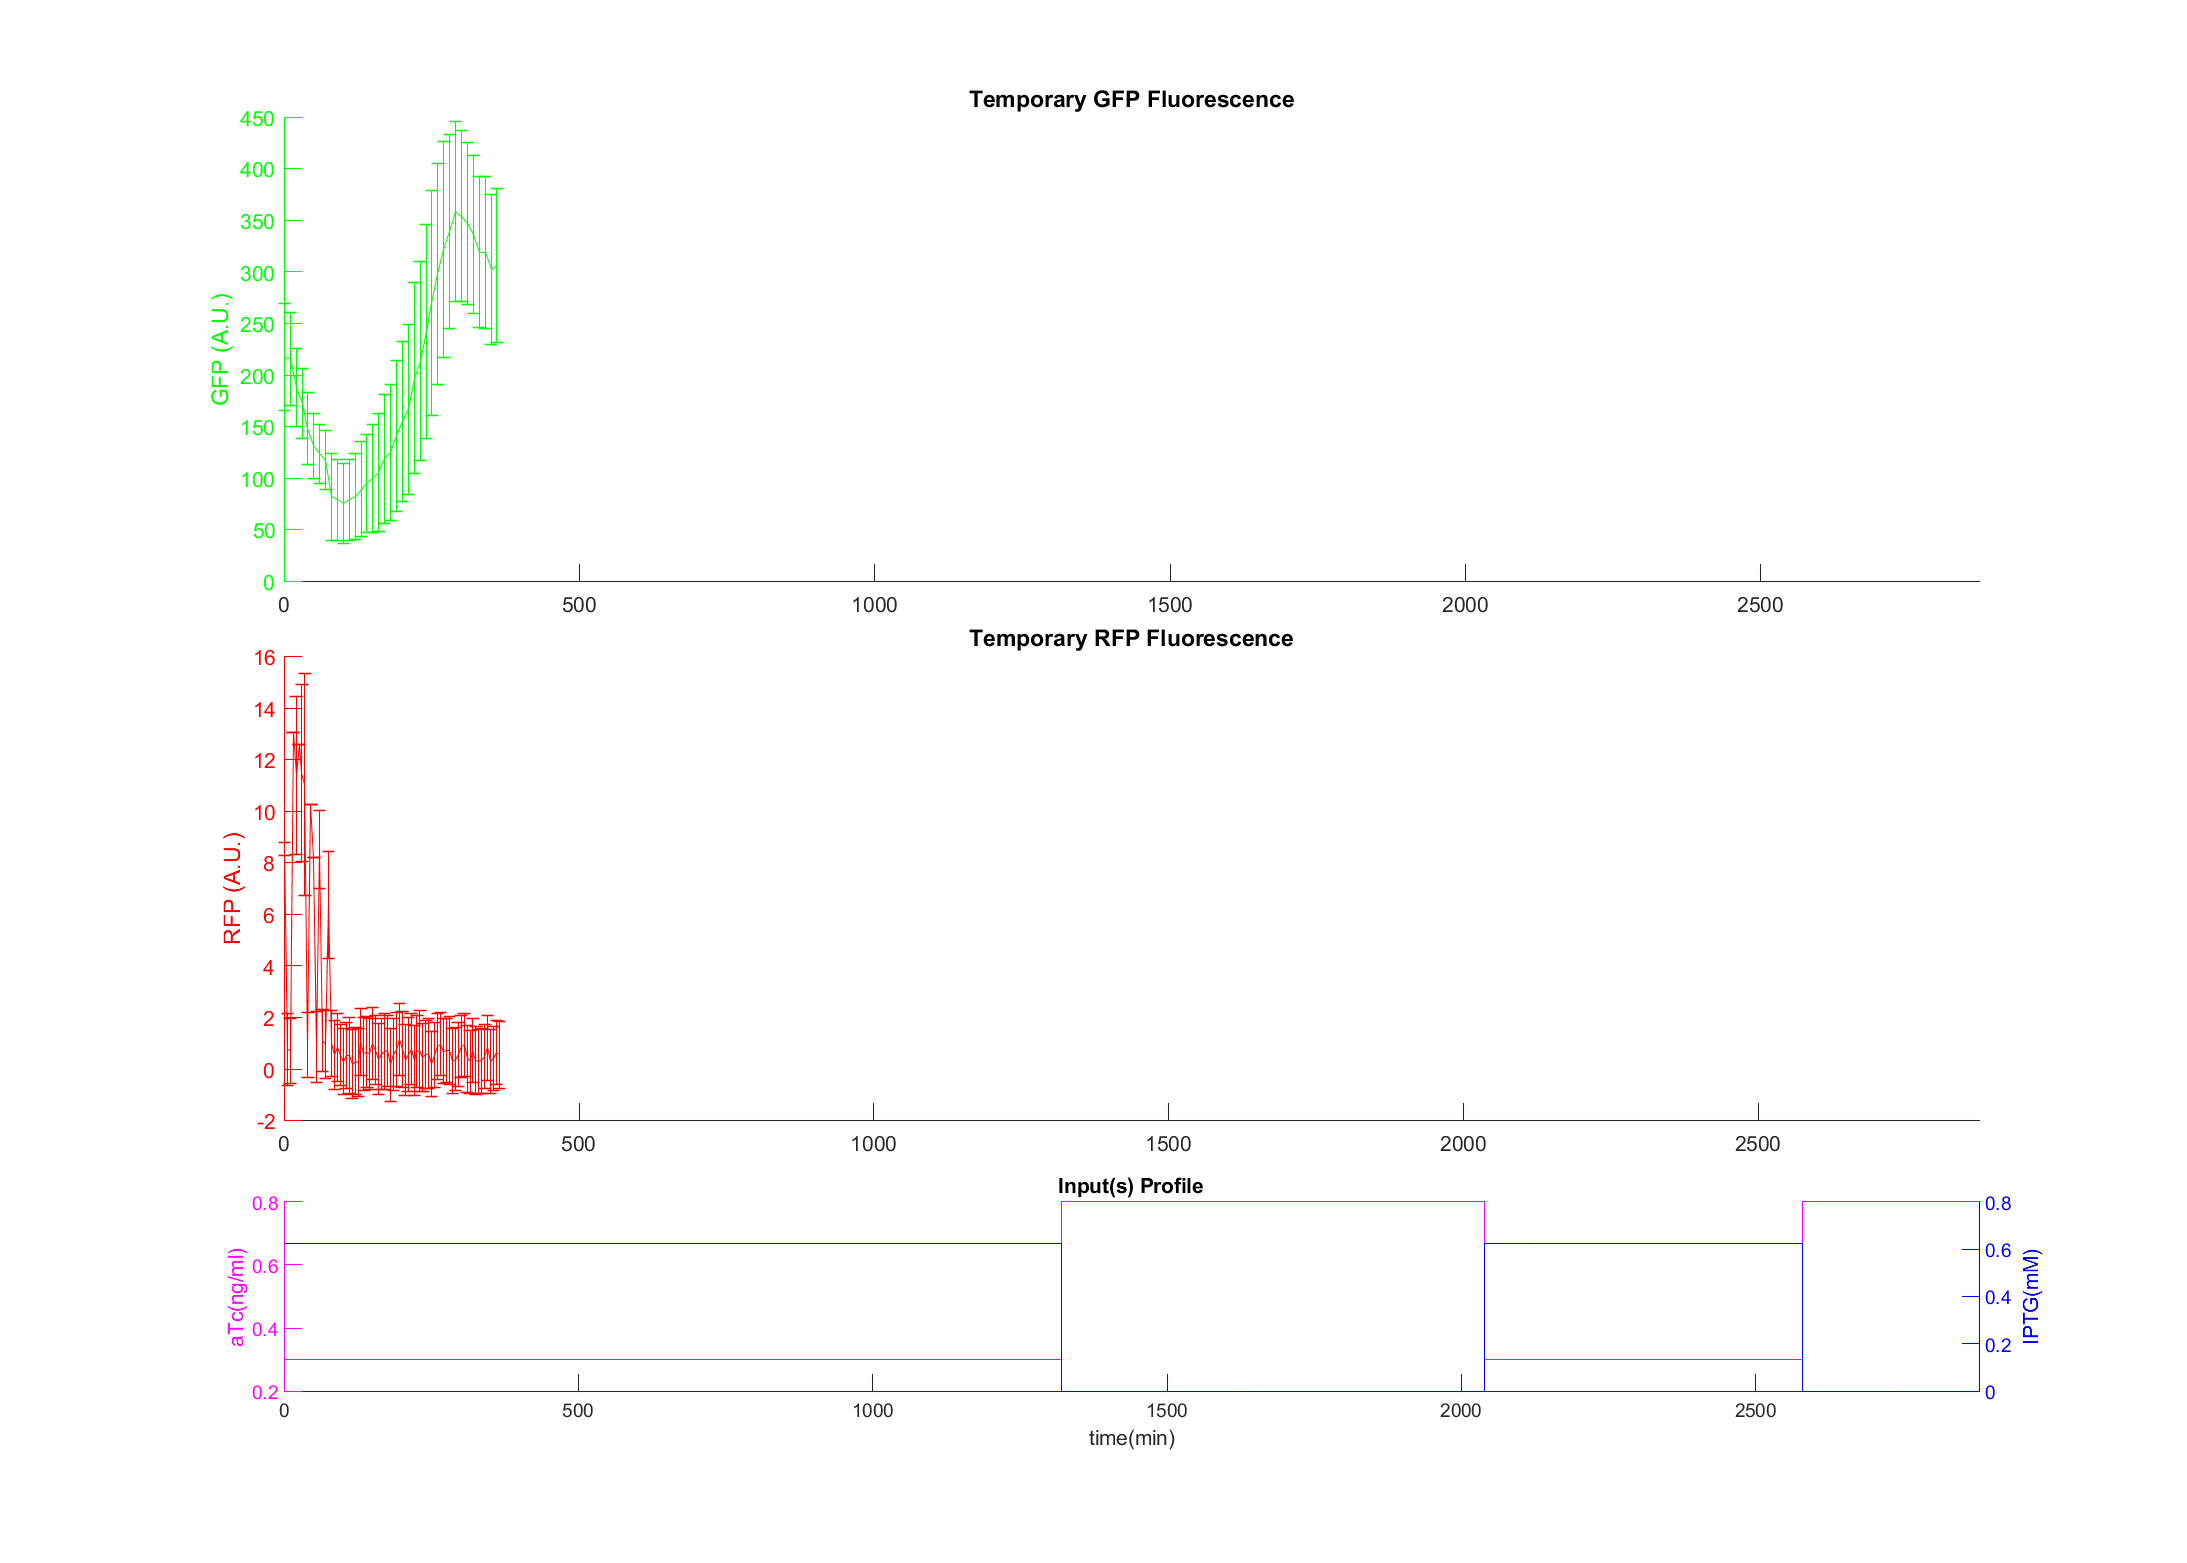 Temporary GFP Fluorescence
450
400
350
300
250
200
150
100
50
0
GFP (A.U.)
0 500 1000 1500 2000 2500
Temporary RFP Fluorescence
16
14
12
10
8
6
4
2
0
-2
RFP (A.U.)
0 500 1000 1500 2000 2500
Input(s) Profile
0.8
0.6
0.4
0.2
aTc(ng/ml)
0.8
0.6
0.4
0.2
0
IPTG(mM)
0 500 1000 1500 2000 2500
time(min)